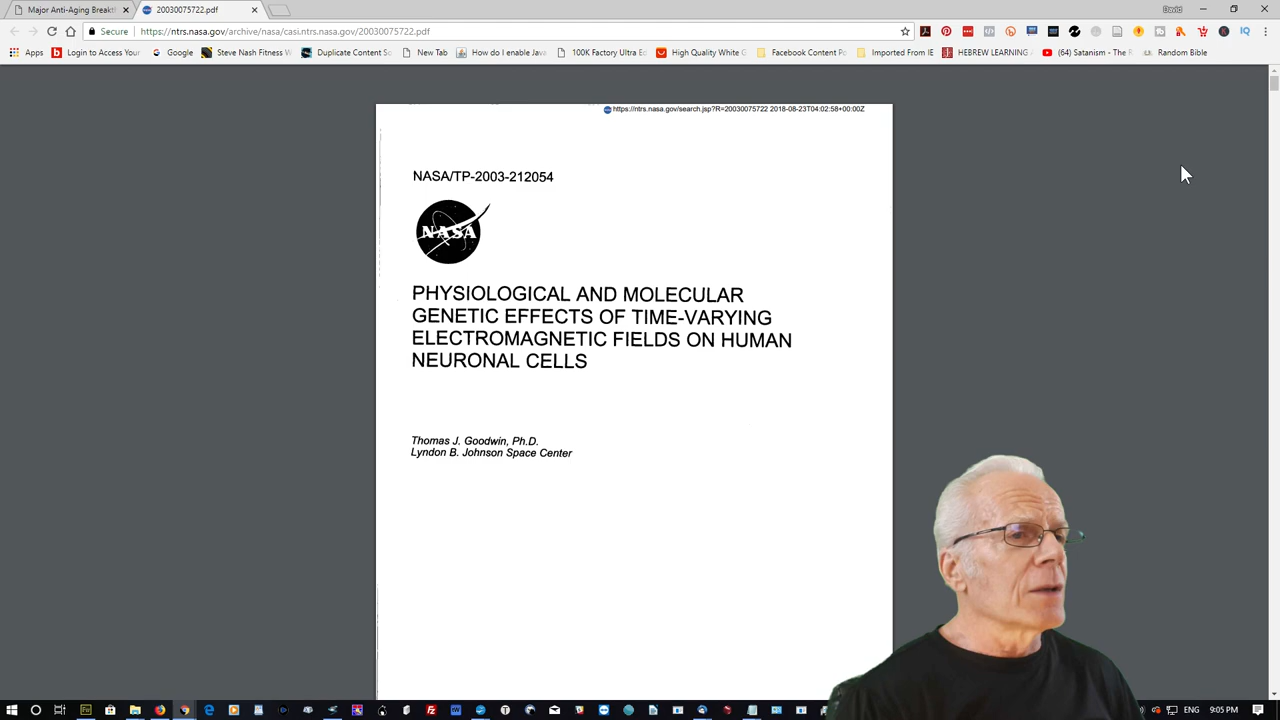 Major Anti-Aging Breakt
20030075722.pdf
David
Secure
https://ntrs.nasa.gov/archive/nasa/casi.ntrs.nasa.gov/20030075722.pdf
Apps
Login to Access Your
Google
Steve Nash Fitness W
Duplicate Content Sc
New Tab
How do I enable Java
100K Factory Ultra Ed
High Quality White G
Facebook Content Po
Imported From IE
HEBREW LEARNING
(64) Satanism - The R
Random Bible
https://ntrs.nasa.gov/search.jsp?R=20030075722 2018-08-23T04:02:58+00:00Z
NASA/TP-2003-212054
NASA
PHYSIOLOGICAL AND MOLECULAR
GENETIC EFFECTS OF TIME-VARYING
ELECTROMAGNETIC FIELDS ON HUMAN
NEURONAL CELLS
Thomas J. Goodwin, Ph.D.
Lyndon B. Johnson Space Center
ENG
9:05 PM